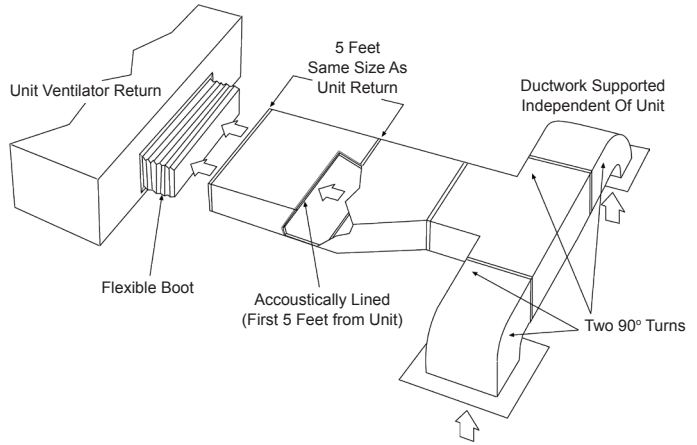 5 Feet
Same Size As
Unit Return
Unit Ventilator Return
Ductwork Supported
Independent Of Unit
Flexible Boot
Accoustically Lined
(First 5 Feet from Unit)
Two 90° Turns